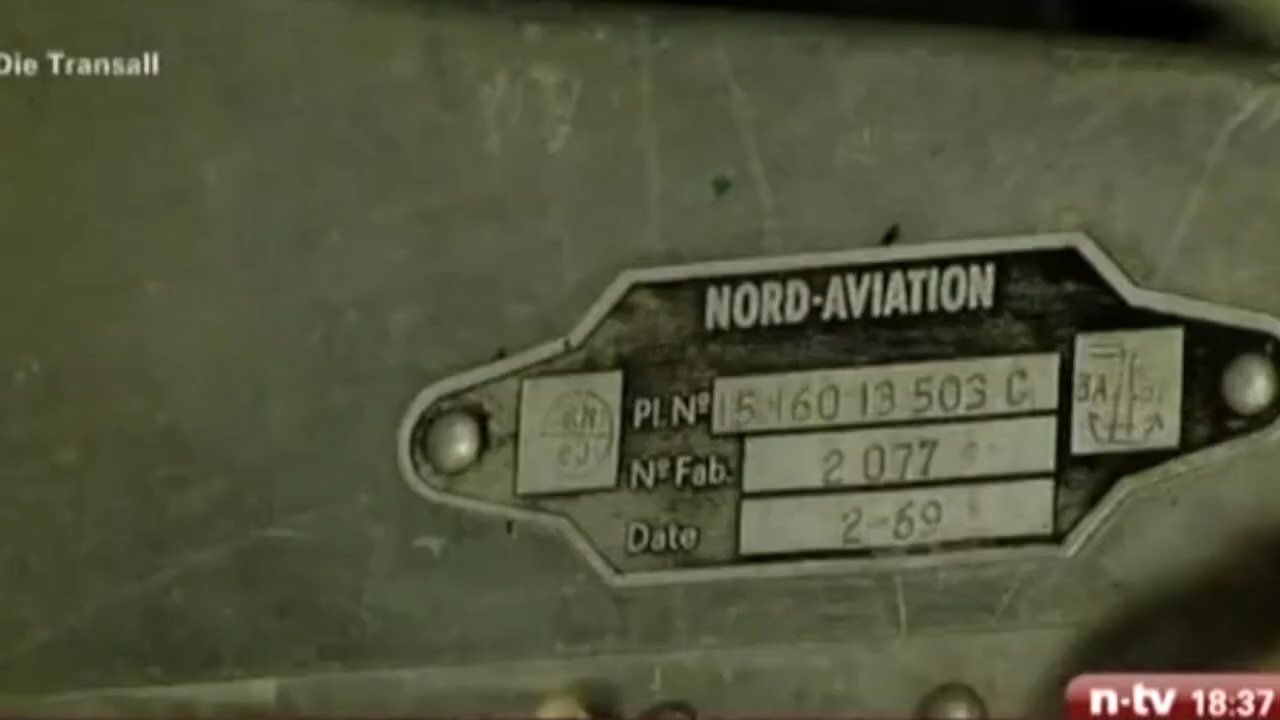 Die Transall
NORD-AVIATION
Pl. Nº 15 160 13 503 C
Nº Fab. 2 077
Date 2-69
3A
n-tv 18:37